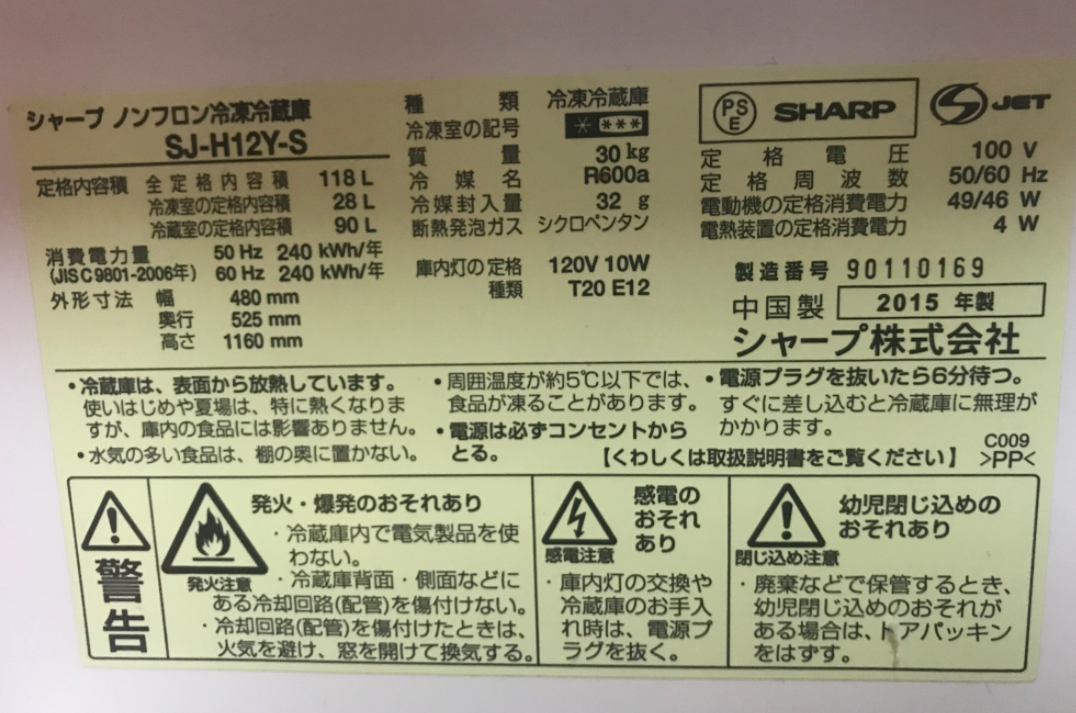 シャープ ノンフロン冷凍冷蔵庫
SJ-H12Y-S
定格内容積 全定格内容積 118 L
冷凍室の定格内容積 28 L
冷蔵室の定格内容積 90 L
消費電力量 50 Hz 240 kWh/年
(JIS C 9801-2006年) 60 Hz 240 kWh/年
外形寸法 幅 480 mm
奥行 525 mm
高さ 1160 mm
種類 冷凍冷蔵庫
冷凍室の記号 * ***
質量 30 kg
冷媒名 R600a
冷媒封入量 32 g
断熱発泡ガス シクロペンタン
庫内灯の定格 120V 10W
種類 T20 E12
PS
E
SHARP
JET
定格電圧 100 V
定格周波数 50/60 Hz
電動機の定格消費電力 49/46 W
電熱装置の定格消費電力 4 W
製造番号 90110169
中国製 2015 年製
シャープ株式会社
・冷蔵庫は、表面から放熱しています。
使いはじめや夏場は、特に熱くなりま
すが、庫内の食品には影響ありません。
・水気の多い食品は、棚の奥に置かない。
・周囲温度が約5℃以下では、
食品が凍ることがあります。
・電源は必ずコンセントから
とる。
・電源プラグを抜いたら6分待つ。
すぐに差し込むと冷蔵庫に無理が
かかります。
【くわしくは取扱説明書をご覧ください】
C009
>PP<
警告
発火注意
発火・爆発のおそれあり
・冷蔵庫内で電気製品を使
わない。
・冷蔵庫背面・側面などに
ある冷却回路(配管)を傷付けない。
・冷却回路(配管)を傷付けたときは、
火気を避け、窓を開けて換気する。
感電注意
感電の
おそれ
あり
・庫内灯の交換や
冷蔵庫のお手入
れ時は、電源プ
ラグを抜く。
閉じ込め注意
幼児閉じ込めの
おそれあり
・廃棄などで保管するとき、
幼児閉じ込めのおそれが
ある場合は、ドアパッキン
をはずす。